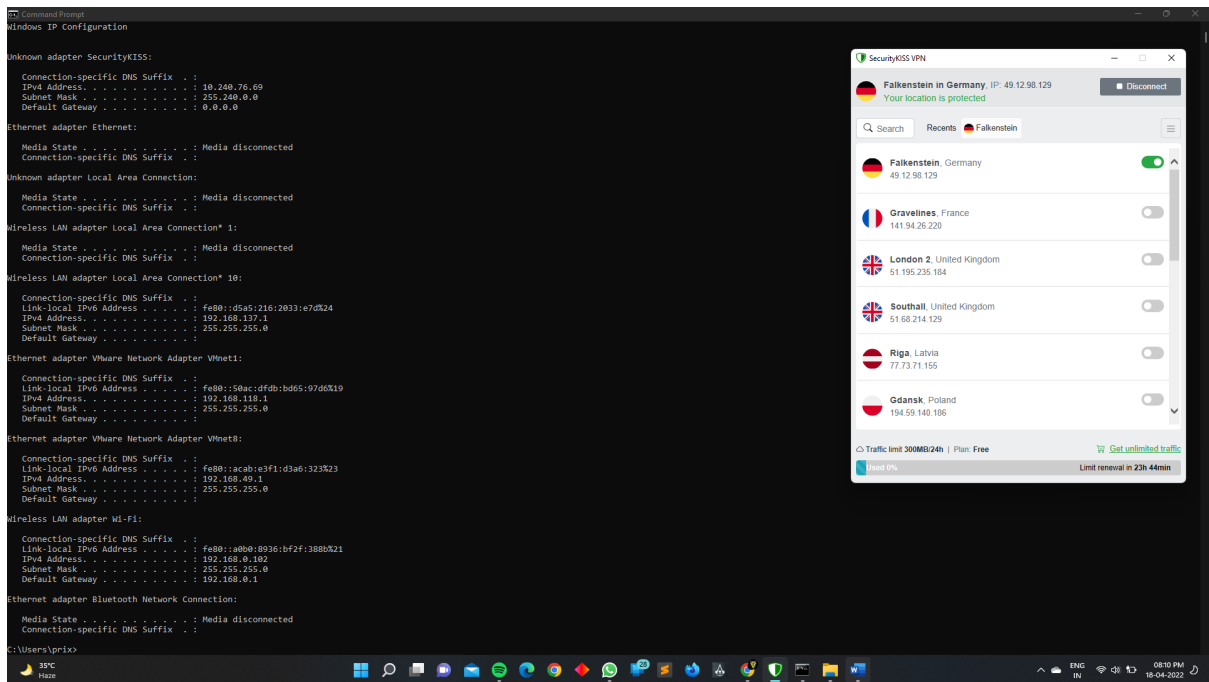 Command Prompt
Windows IP Configuration
Unknown adapter SecurityKISS:
Connection-specific DNS Suffix . :
IPv4 Address. . . . . . . . . . . : 10.240.76.69
Subnet Mask . . . . . . . . . . . : 255.240.0.0
Default Gateway . . . . . . . . . : 0.0.0.0
Ethernet adapter Ethernet:
Media State . . . . . . . . . . . : Media disconnected
Connection-specific DNS Suffix . :
Unknown adapter Local Area Connection:
Media State . . . . . . . . . . . : Media disconnected
Connection-specific DNS Suffix . :
Wireless LAN adapter Local Area Connection* 1:
Media State . . . . . . . . . . . : Media disconnected
Connection-specific DNS Suffix . :
Wireless LAN adapter Local Area Connection* 10:
Connection-specific DNS Suffix . :
Link-local IPv6 Address . . . . . : fe80::d5a5:216:2033:e7d%24
IPv4 Address. . . . . . . . . . . : 192.168.137.1
Subnet Mask . . . . . . . . . . . : 255.255.255.0
Default Gateway . . . . . . . . . :
Ethernet adapter VMware Network Adapter VMnet1:
Connection-specific DNS Suffix . :
Link-local IPv6 Address . . . . . : fe80::50ac:dfdb:bd65:97d6%19
IPv4 Address. . . . . . . . . . . : 192.168.118.1
Subnet Mask . . . . . . . . . . . : 255.255.255.0
Default Gateway . . . . . . . . . :
Ethernet adapter VMware Network Adapter VMnet8:
Connection-specific DNS Suffix . :
Link-local IPv6 Address . . . . . : fe80::acab:e3f1:d3a6:323%23
IPv4 Address. . . . . . . . . . . : 192.168.49.1
Subnet Mask . . . . . . . . . . . : 255.255.255.0
Default Gateway . . . . . . . . . :
Wireless LAN adapter Wi-Fi:
Connection-specific DNS Suffix . :
Link-local IPv6 Address . . . . . : fe80::a0b0:8936:bf2f:388b%21
IPv4 Address. . . . . . . . . . . : 192.168.0.102
Subnet Mask . . . . . . . . . . . : 255.255.255.0
Default Gateway . . . . . . . . . : 192.168.0.1
Ethernet adapter Bluetooth Network Connection:
Media State . . . . . . . . . . . : Media disconnected
Connection-specific DNS Suffix . :
C:\Users\prix>
SecurityKISS VPN
Falkenstein in Germany, IP: 49.12.98.129
Your location is protected
Disconnect
Search Recents Falkenstein
Falkenstein, Germany
49.12.98.129
Gravelines, France
141.94.26.220
London 2, United Kingdom
51.195.235.184
Southall, United Kingdom
51.68.214.129
Riga, Latvia
77.73.71.155
Gdansk, Poland
194.59.140.186
Traffic limit 300MB/24h | Plan: Free Get unlimited traffic
Used 0% Limit renewal in 23h 44min
35°C
Haze
28
ENG
IN
08:10 PM
18-04-2022